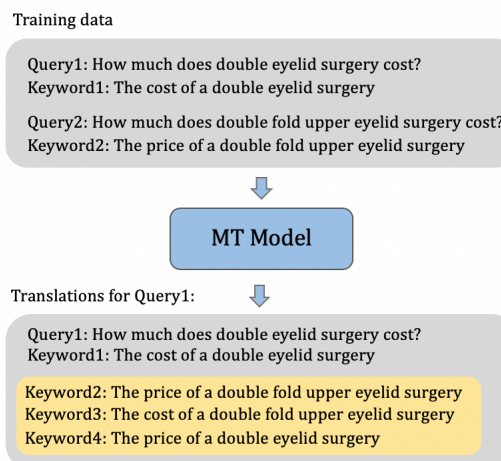 Training data
Query1: How much does double eyelid surgery cost?
Keyword1: The cost of a double eyelid surgery
Query2: How much does double fold upper eyelid surgery cost?
Keyword2: The price of a double fold upper eyelid surgery
MT Model
Translations for Query1:
Query1: How much does double eyelid surgery cost?
Keyword1: The cost of a double eyelid surgery
Keyword2: The price of a double fold upper eyelid surgery
Keyword3: The cost of a double fold upper eyelid surgery
Keyword4: The price of a double eyelid surgery